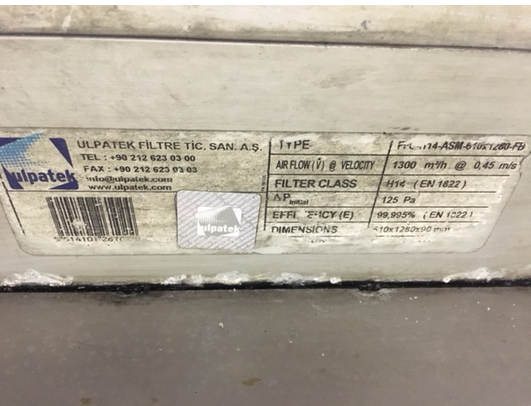 ULPATEK FİLTRE TİC. SAN. A.Ş.
TEL : +90 212 623 03 00
FAX : +90 212 623 03 03
info@ulpatek.com
www.ulpatek.com
ulpatek
ulpatek
TYPE
AIR FLOW (V̇) @ VELOCITY 1300 m³/h @ 0,45 m/s
FILTER CLASS H14 (EN 1822)
ΔP initial 125 Pa
(E) 99,995% (EN
DIMENSIONS 610x1280x90 mm